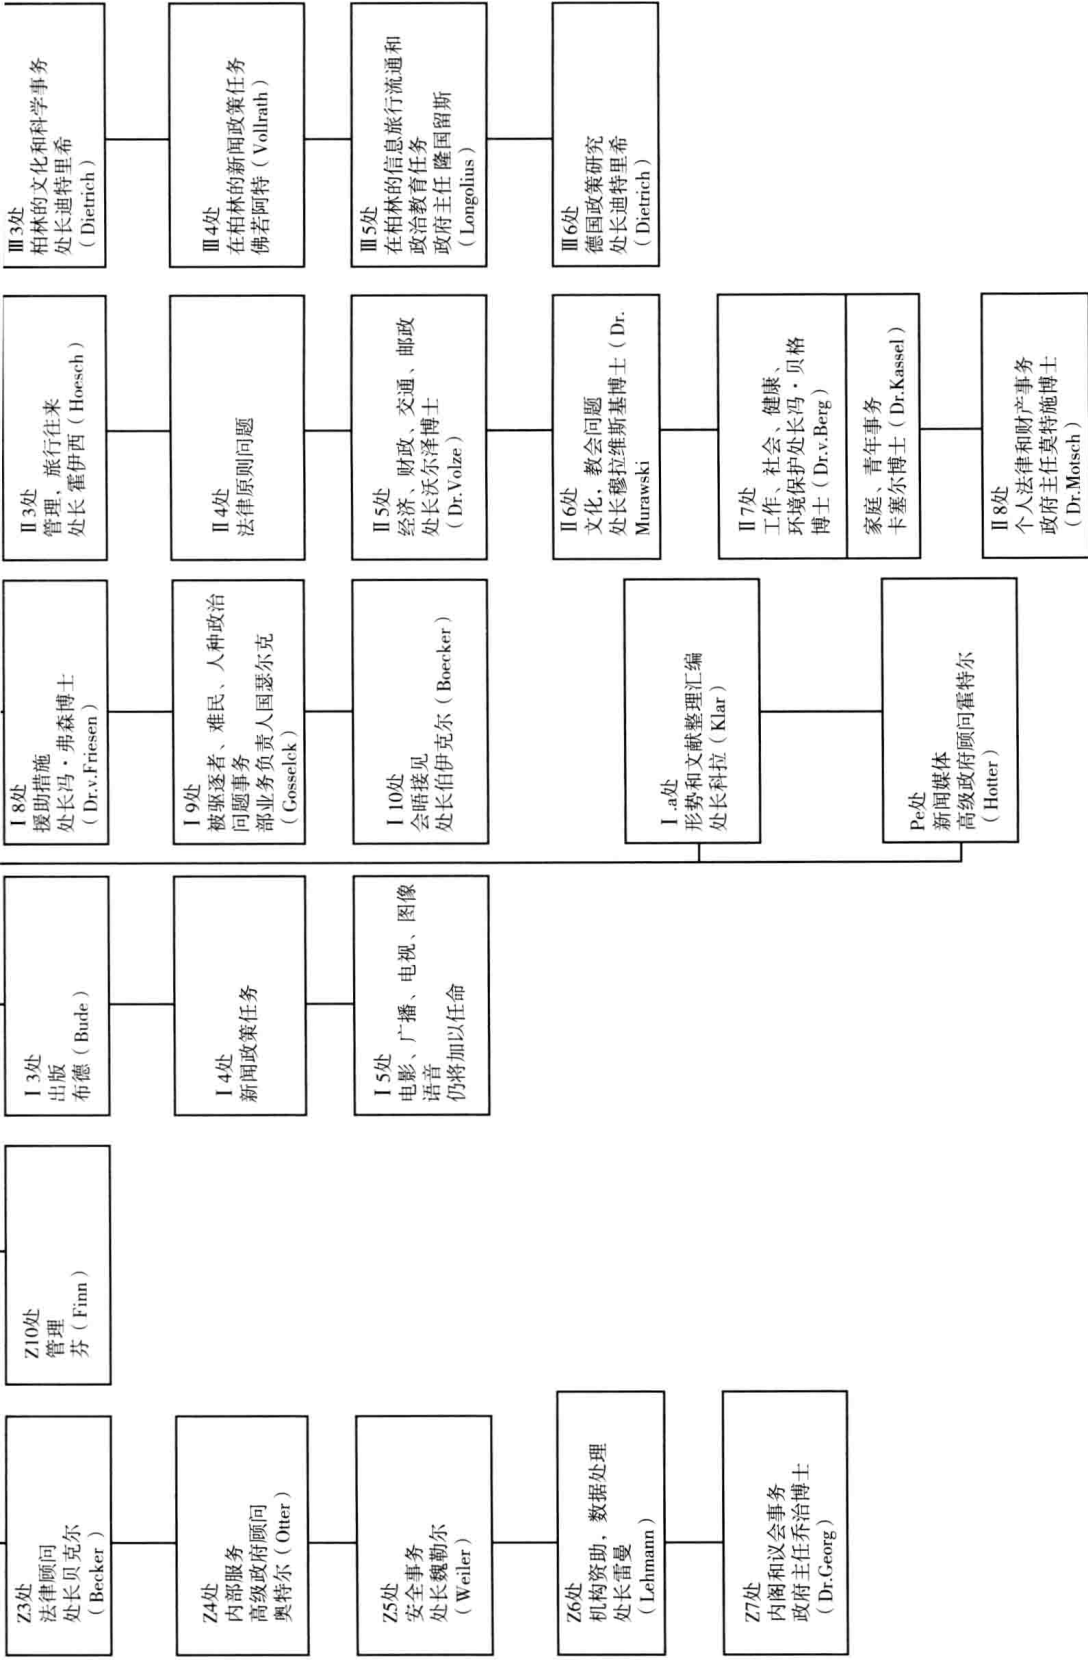 Z3处
法律顾问
处长贝克尔
（Becker）
Z4处
内部服务
高级政府顾问
奥特尔（Otter）
Z5处
安全事务
处长魏勒尔
（Weiler）
Z6处
机构资助，数据处理
处长雷曼
（Lehmann）
Z7处
内阁和议会事务
政府主任乔治博士
（Dr.Georg）
Z10处
管理
芬（Finn）
Ⅰ3处
出版
布德（Bude）
Ⅰ4处
新闻政策任务
Ⅰ5处
电影、广播、电视、图像
语音
仍将加以任命
Ⅰ8处
援助措施
处长冯·弗森博士
（Dr.v.Friesen）
Ⅰ9处
被驱逐者、难民、人种政治
问题事务
部业务负责人国瑟尔克
（Gosselck）
Ⅰ10处
会晤接见
处长伯伊克尔（Boecker）
Ⅰ.a处
形势和文献整理汇编
处长科拉（Klar）
Pe处
新闻媒体
高级政府顾问霍特尔
（Hotter）
Ⅱ3处
管理，旅行往来
处长 霍伊西（Hoesch）
Ⅱ4处
法律原则问题
Ⅱ5处
经济、财政、交通、邮政
处长沃尔泽博士
（Dr.Volze）
Ⅱ6处
文化，教会问题
处长穆拉维斯基博士（Dr.
Murawski
Ⅱ7处
工作、社会、健康、
环境保护处长冯·贝格
博士（Dr.v.Berg）
家庭、青年事务
卡塞尔博士（Dr.Kassel）
Ⅱ8处
个人法律和财产事务
政府主任莫特施博士
（Dr.Motsch）
Ⅲ3处
柏林的文化和科学事务
处长迪特里希
（Dietrich）
Ⅲ4处
在柏林的新闻政策任务
佛若阿特（Vollrath）
Ⅲ5处
在柏林的信息旅行流通和
政治教育任务
政府主任 隆国留斯
（Longolius）
Ⅲ6处
德国政策研究
处长迪特里希
（Dietrich）